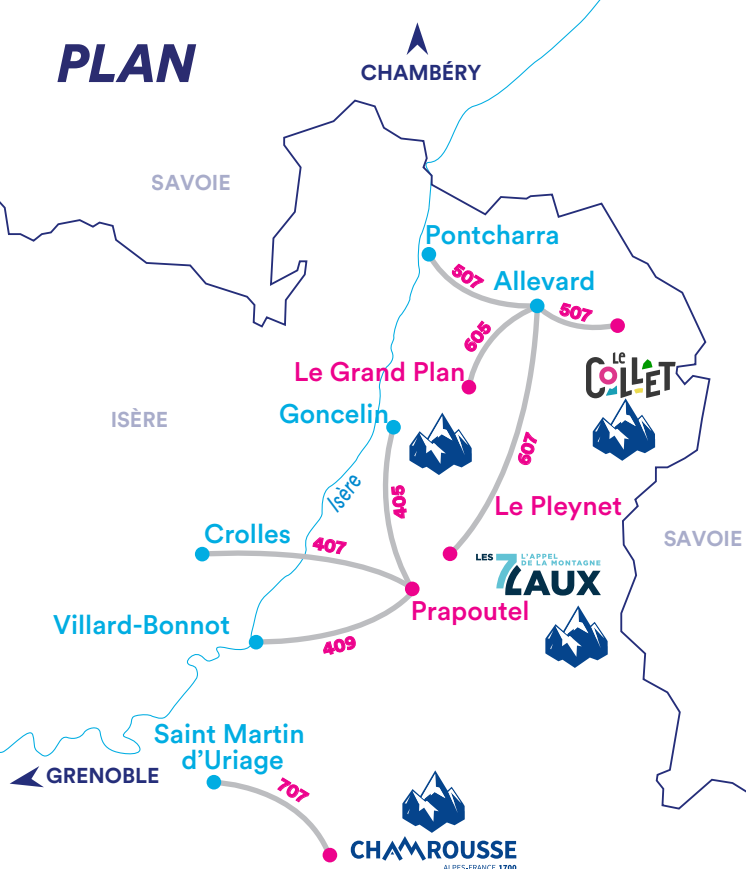 PLAN
CHAMBÉRY
SAVOIE
Pontcharra
507
Allevard
507
605
LE
COLLET
Le Grand Plan
Goncelin
ISÈRE
607
Isère
405
Le Pleynet
Crolles
407
SAVOIE
LES 7 LAUX
L'APPEL
DE LA MONTAGNE
Prapoutel
Villard-Bonnot
409
Saint Martin
d'Uriage
GRENOBLE
707
CHAMROUSSE
ALPES-FRANCE 1700